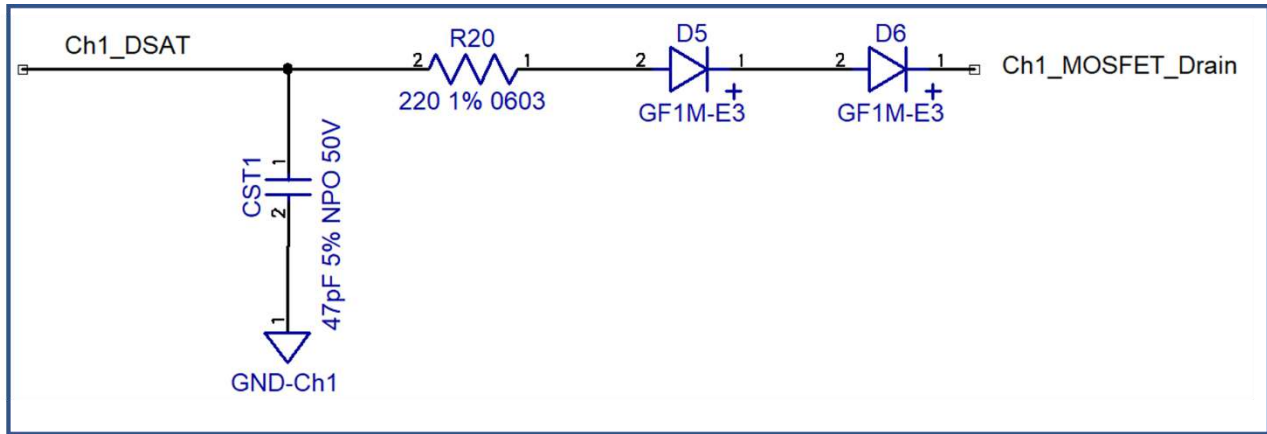 Ch1_DSAT
R20
D5
D6
2
1
2
1
2
1
Ch1_MOSFET_Drain
220 1% 0603
GF1M-E3
+
GF1M-E3
+
CST1
1
2
47pF 5% NPO 50V
1
GND-Ch1